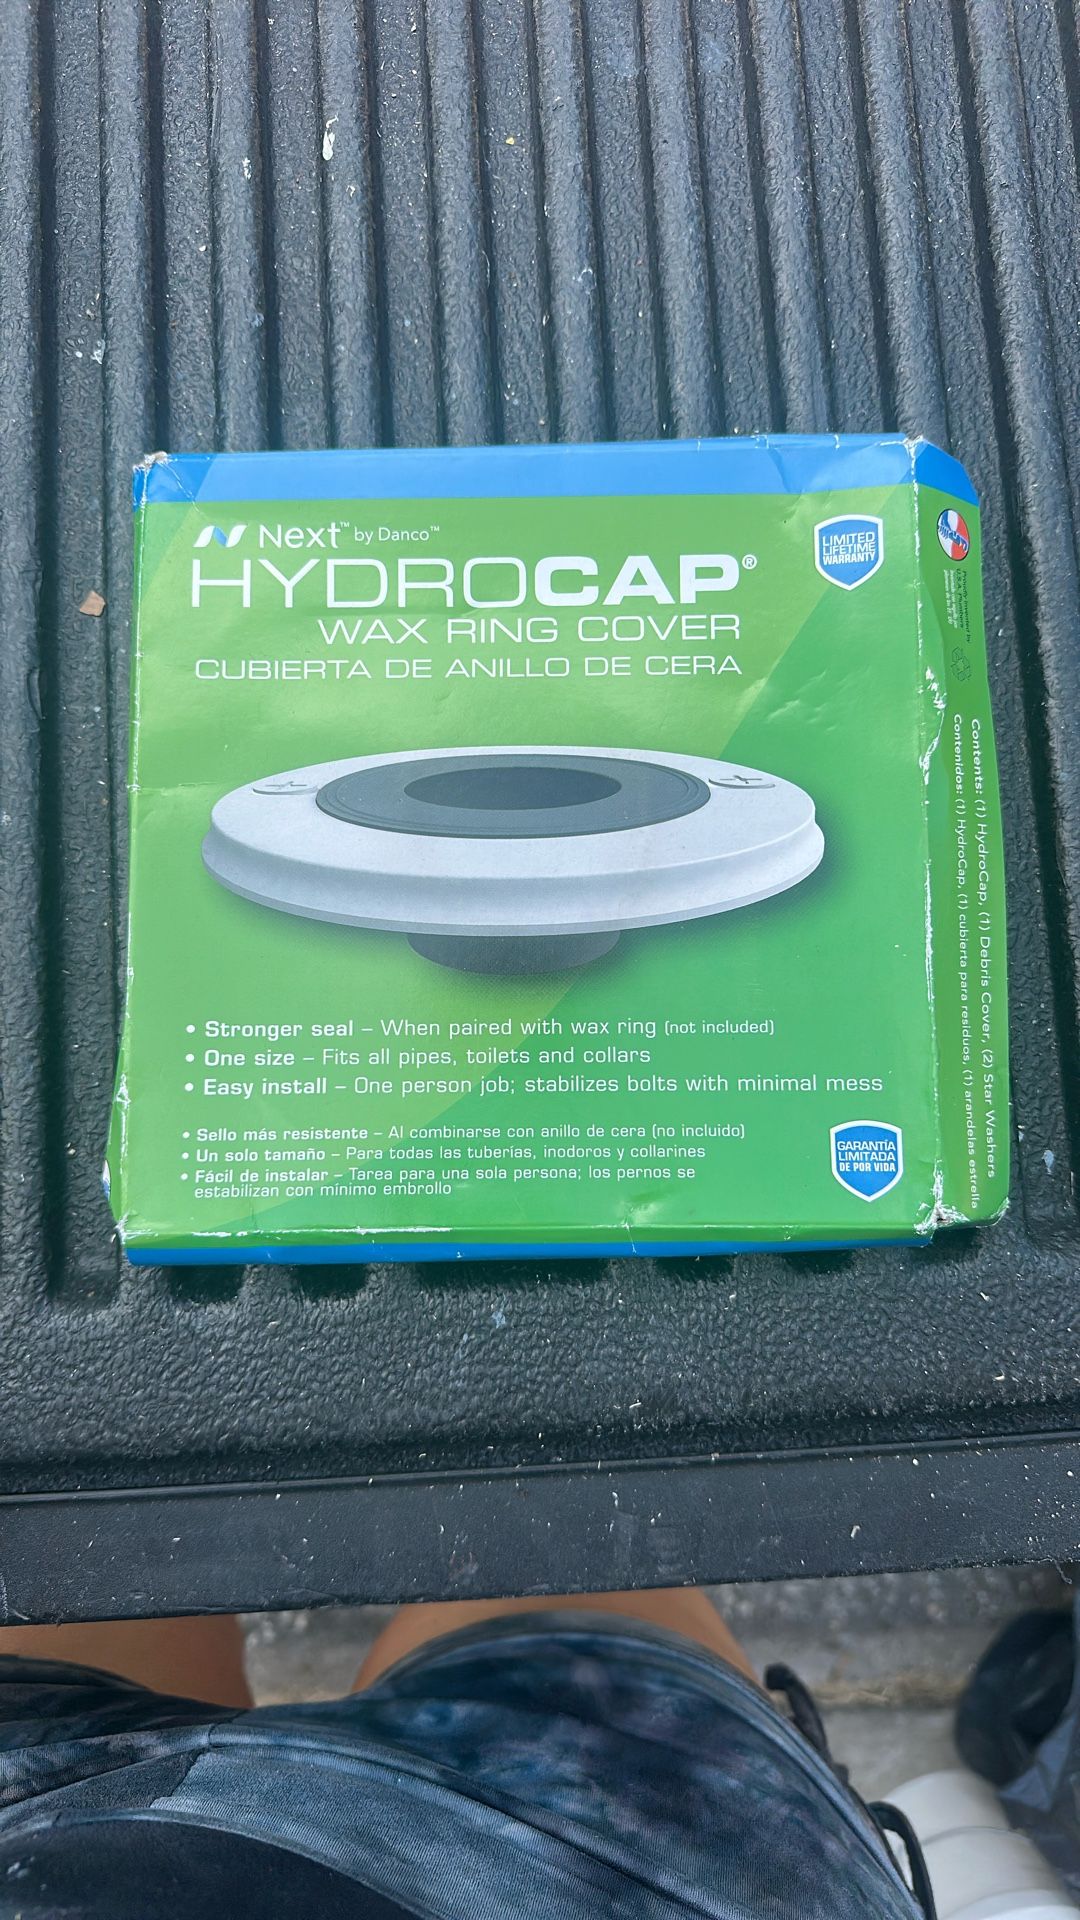 Next™ by Danco™
HYDROCAP®
WAX RING COVER
CUBIERTA DE ANILLO DE CERA
LIMITED
LIFETIME
WARRANTY
• Stronger seal – When paired with wax ring (not included)
• One size – Fits all pipes, toilets and collars
• Easy install – One person job; stabilizes bolts with minimal mess
• Sello más resistente – Al combinarse con anillo de cera (no incluido)
• Un solo tamaño – Para todas las tuberías, inodoros y collarines
• Fácil de instalar – Tarea para una sola persona; los pernos se
estabilizan con mínimo embrollo
GARANTÍA
LIMITADA
DE POR VIDA
Proudly invented by
U.S.A. Plumbers
Contents: (1) HydroCap, (1) Debris Cover, (2) Star Washers
Contenidos: (1) HydroCap, (1) cubierta para residuos, (1) arandelas estrella